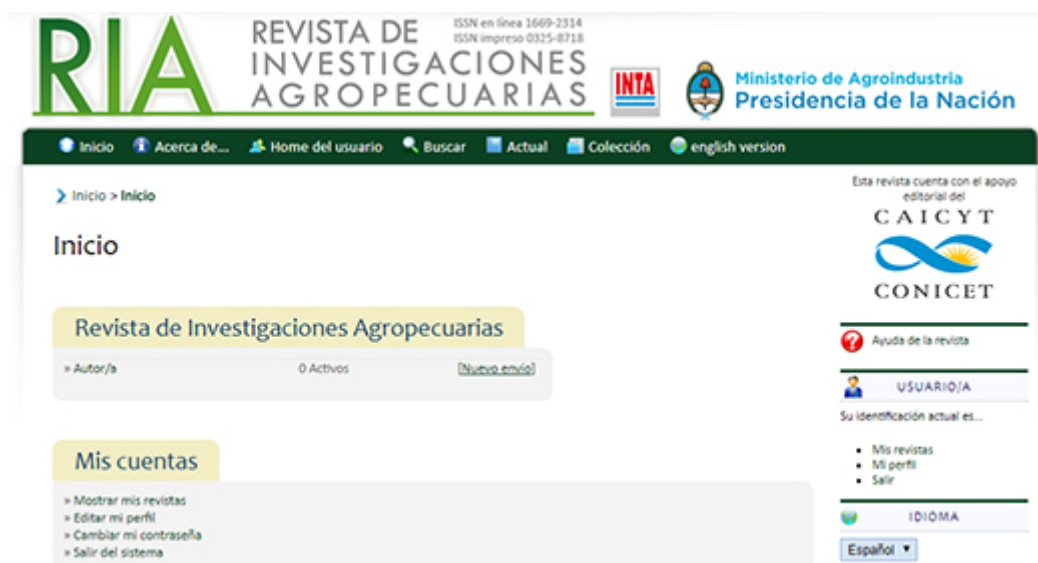 RIA
REVISTA DE
INVESTIGACIONES
AGROPECUARIAS
ISSN en línea 1669-2314
ISSN impreso 0325-8718
INTA
Ministerio de Agroindustria
Presidencia de la Nación
Inicio Acerca de... Home del usuario Buscar Actual Colección english version
Inicio > Inicio
Inicio
Revista de Investigaciones Agropecuarias
» Autor/a 0 Activos [Nuevo envío]
Mis cuentas
» Mostrar mis revistas
» Editar mi perfil
» Cambiar mi contraseña
» Salir del sistema
Esta revista cuenta con el apoyo
editorial del
CAICYT
CONICET
Ayuda de la revista
USUARIO/A
Su identificación actual es...
Mis revistas
Mi perfil
Salir
IDIOMA
Español